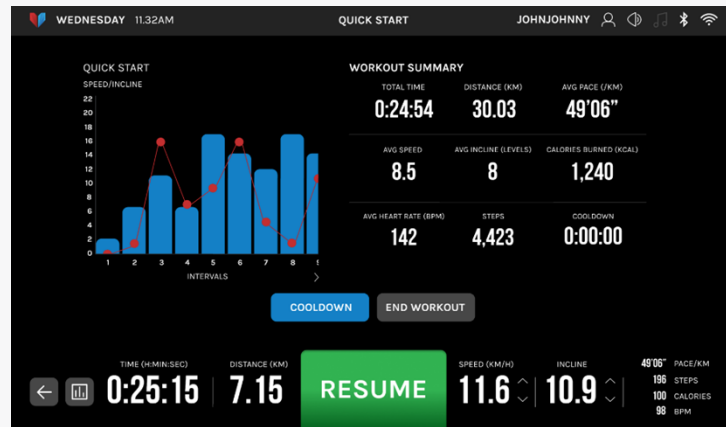 WEDNESDAY 11.32AM QUICK START JOHNJOHNNY
QUICK START
SPEED/INCLINE
22
20
18
16
14
12
10
8
6
4
2
0
1 2 3 4 5 6 7 8
INTERVALS
WORKOUT SUMMARY
TOTAL TIME DISTANCE (KM) AVG PACE (/KM)
0:24:54 30.03 49'06"
AVG SPEED AVG INCLINE (LEVELS) CALORIES BURNED (KCAL)
8.5 8 1,240
AVG HEART RATE (BPM) STEPS COOLDOWN
142 4,423 0:00:00
COOLDOWN END WORKOUT
TIME (H:MIN:SEC) DISTANCE (KM) SPEED (KM/H) INCLINE
0:25:15 7.15 RESUME 11.6 10.9
49'06" PACE/KM
196 STEPS
100 CALORIES
98 BPM